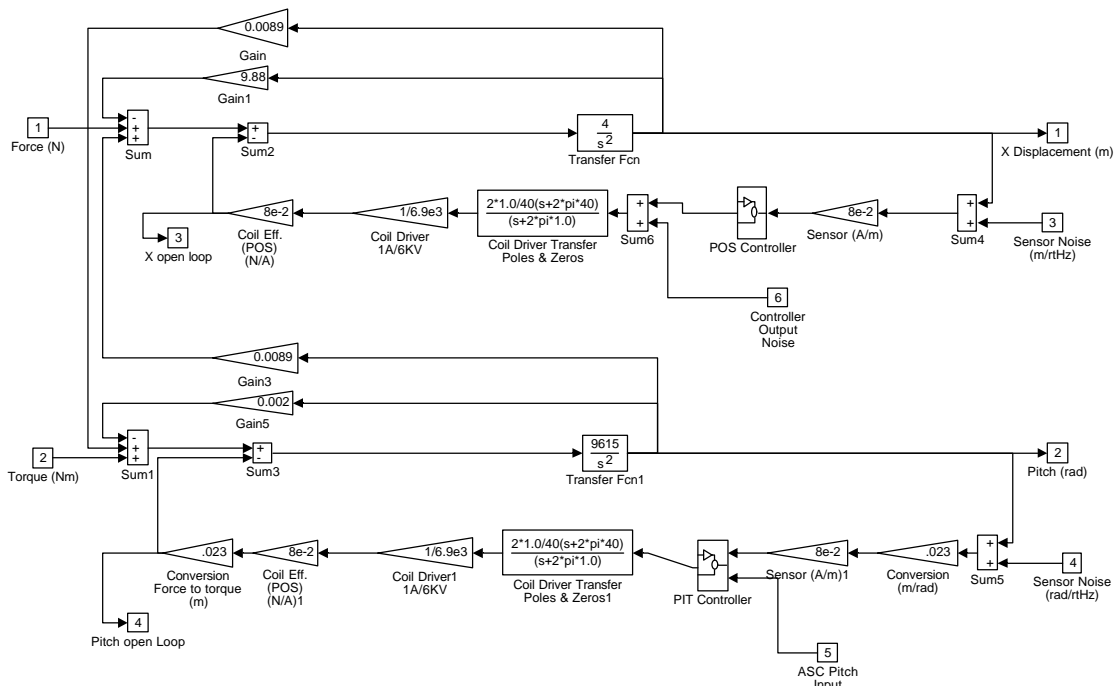 0.0089
Gain
9.88
Gain1
1
Force (N)
-
+
+
Sum
+
-
Sum2
4
s2
Transfer Fcn
1
X Displacement (m)
3
X open loop
8e-2
Coil Eff.
(POS)
(N/A)
1/6.9e3
Coil Driver
1A/6KV
2*1.0/40(s+2*pi*40)
(s+2*pi*1.0)
Coil Driver Transfer
Poles & Zeros
+
+
Sum6
POS Controller
8e-2
Sensor (A/m)
+
+
Sum4
3
Sensor Noise
(m/rtHz)
6
Controller
Output
Noise
0.0089
Gain3
0.002
Gain5
2
Torque (Nm)
-
+
+
Sum1
+
-
Sum3
9615
s2
Transfer Fcn1
2
Pitch (rad)
4
Pitch open Loop
.023
Conversion
Force to torque
(m)
8e-2
Coil Eff.
(POS)
(N/A)1
1/6.9e3
Coil Driver1
1A/6KV
2*1.0/40(s+2*pi*40)
(s+2*pi*1.0)
Coil Driver Transfer
Poles & Zeros1
PIT Controller
8e-2
Sensor (A/m)1
.023
Conversion
(m/rad)
+
+
Sum5
4
Sensor Noise
(rad/rtHz)
5
ASC Pitch
Input